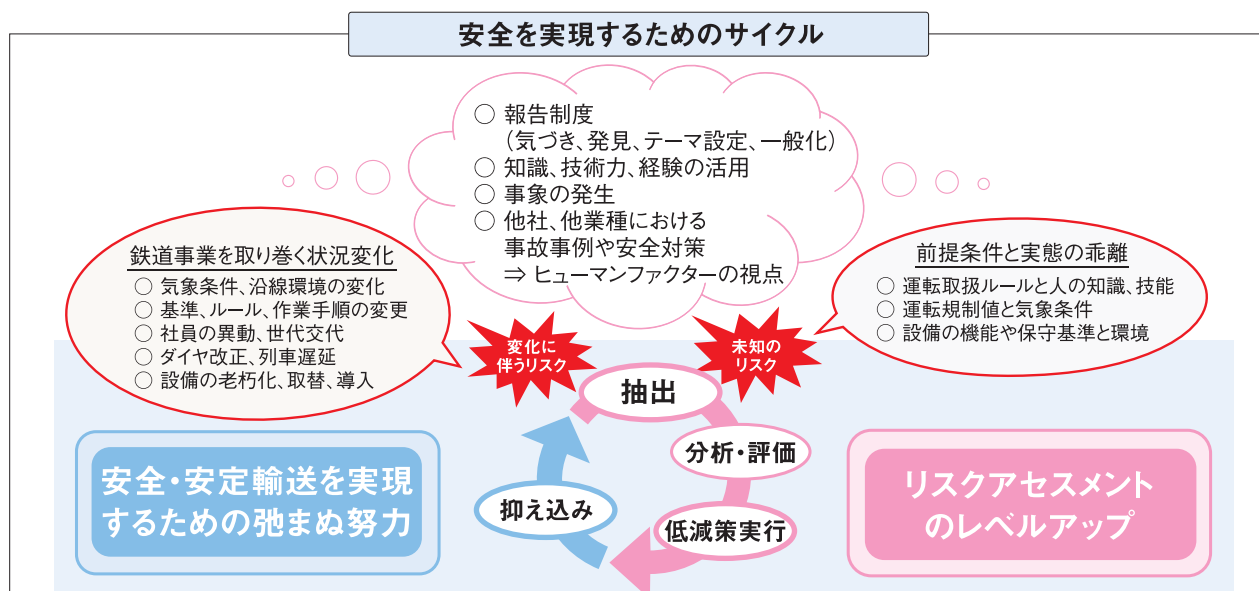 安全を実現するためのサイクル
○ 報告制度
（気づき、発見、テーマ設定、一般化）
○ 知識、技術力、経験の活用
○ 事象の発生
○ 他社、他業種における
事故事例や安全対策
⇒ ヒューマンファクターの視点
鉄道事業を取り巻く状況変化
○ 気象条件、沿線環境の変化
○ 基準、ルール、作業手順の変更
○ 社員の異動、世代交代
○ ダイヤ改正、列車遅延
○ 設備の老朽化、取替、導入
前提条件と実態の乖離
○ 運転取扱ルールと人の知識、技能
○ 運転規制値と気象条件
○ 設備の機能や保守基準と環境
変化に
伴うリスク
未知の
リスク
抽出
分析・評価
低減策実行
抑え込み
安全・安定輸送を実現
するための弛まぬ努力
リスクアセスメント
のレベルアップ